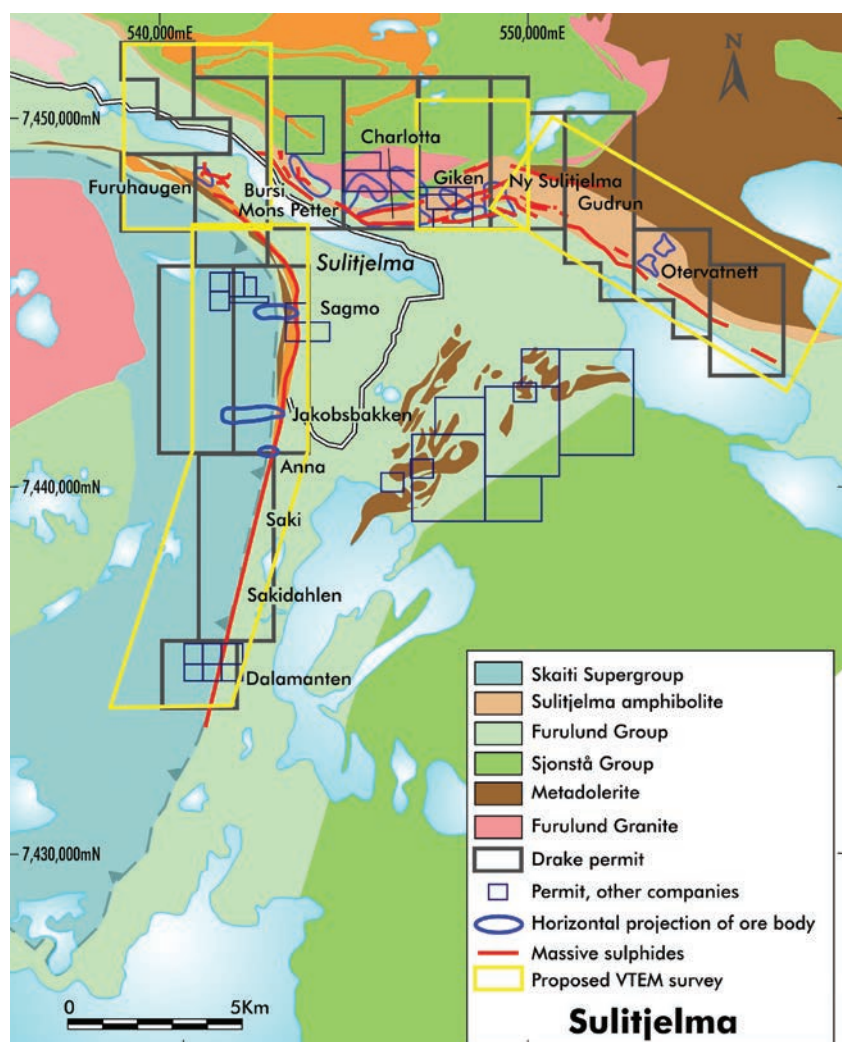 540,000mE
550,000mE
N
7,450,000mN
Charlotta
Furuhaugen
Bursi
Giken
Ny Sulitjelma
Mons Petter
Gudrun
Sulitjelma
Otervatnett
Sagmo
Jakobsbakken
Anna
7,440,000mN
Saki
Sakidahlen
Dalamanten
Skaiti Supergroup
Sulitjelma amphibolite
Furulund Group
Sjonstå Group
Metadolerite
Furulund Granite
7,430,000mN
Drake permit
Permit, other companies
Horizontal projection of ore body
Massive sulphides
Proposed VTEM survey
0 5Km
Sulitjelma